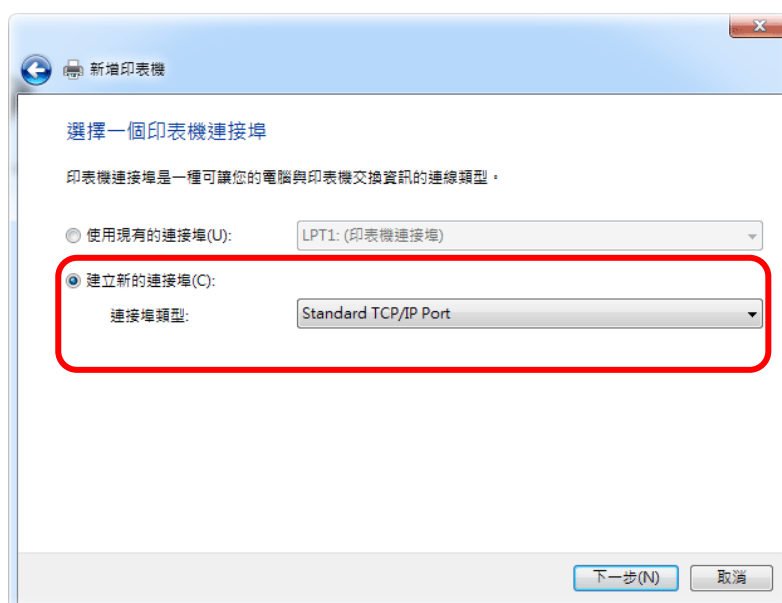 新增印表機
選擇一個印表機連接埠
印表機連接埠是一種可讓您的電腦與印表機交換資訊的連線類型。
使用現有的連接埠(U): LPT1: (印表機連接埠)
建立新的連接埠(C):
連接埠類型: Standard TCP/IP Port
下一步(N) 取消